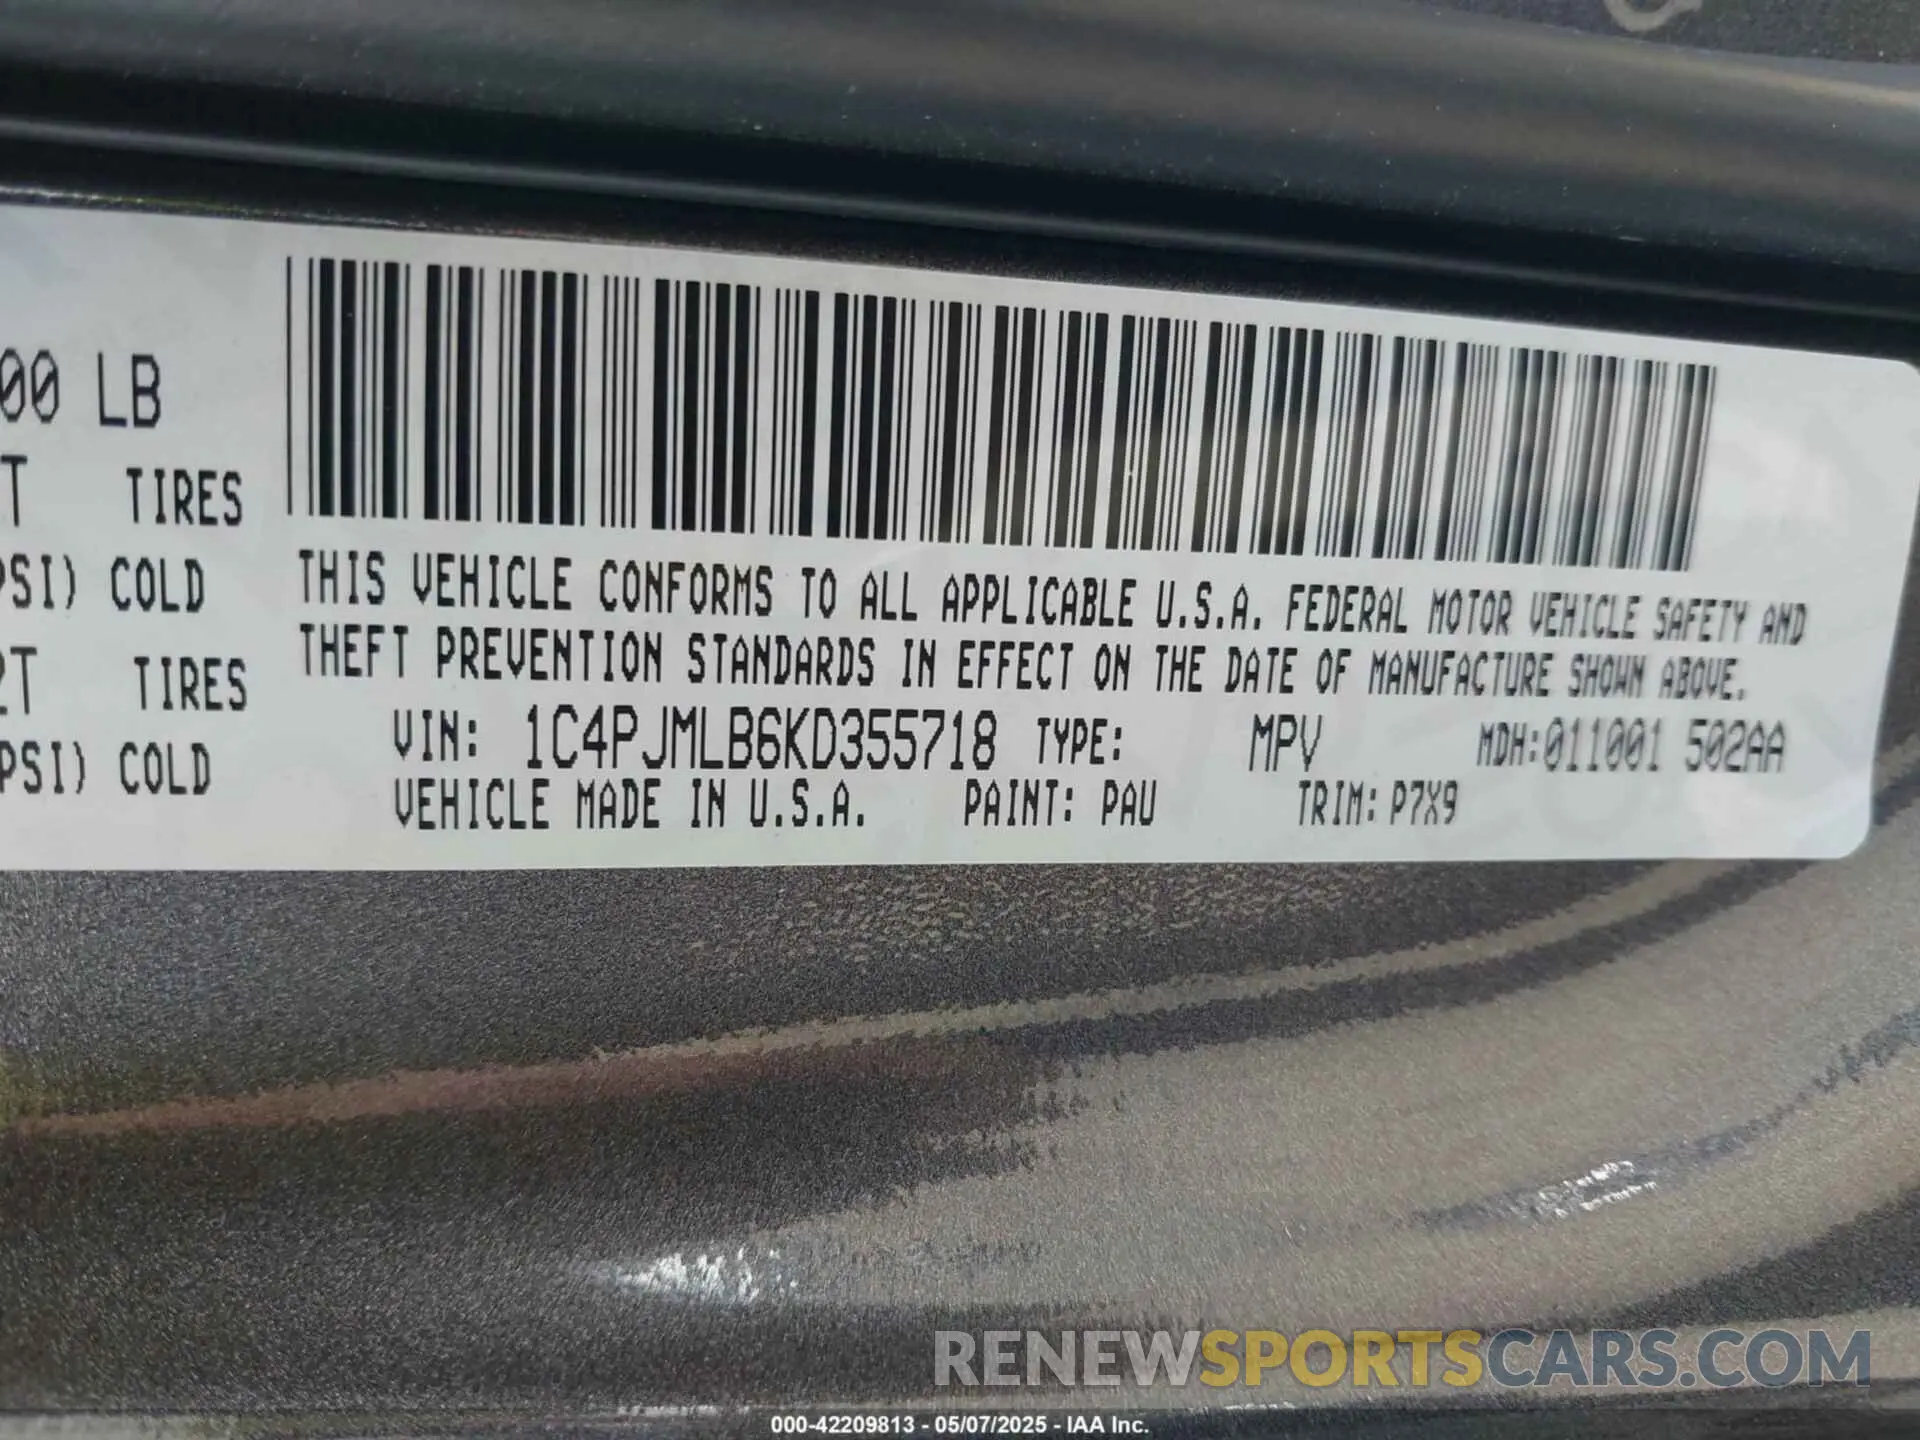 00 LB
T TIRES
PSI) COLD
2T TIRES
PSI) COLD
THIS VEHICLE CONFORMS TO ALL APPLICABLE U.S.A. FEDERAL MOTOR VEHICLE SAFETY AND
THEFT PREVENTION STANDARDS IN EFFECT ON THE DATE OF MANUFACTURE SHOWN ABOVE.
VIN: 1C4PJMLB6KD355718 TYPE: MPV MDH:011001 502AA
VEHICLE MADE IN U.S.A. PAINT: PAU TRIM: P7X9
RENEWSPORTSCARS.COM
000-42209813 - 05/07/2025 - IAA Inc.